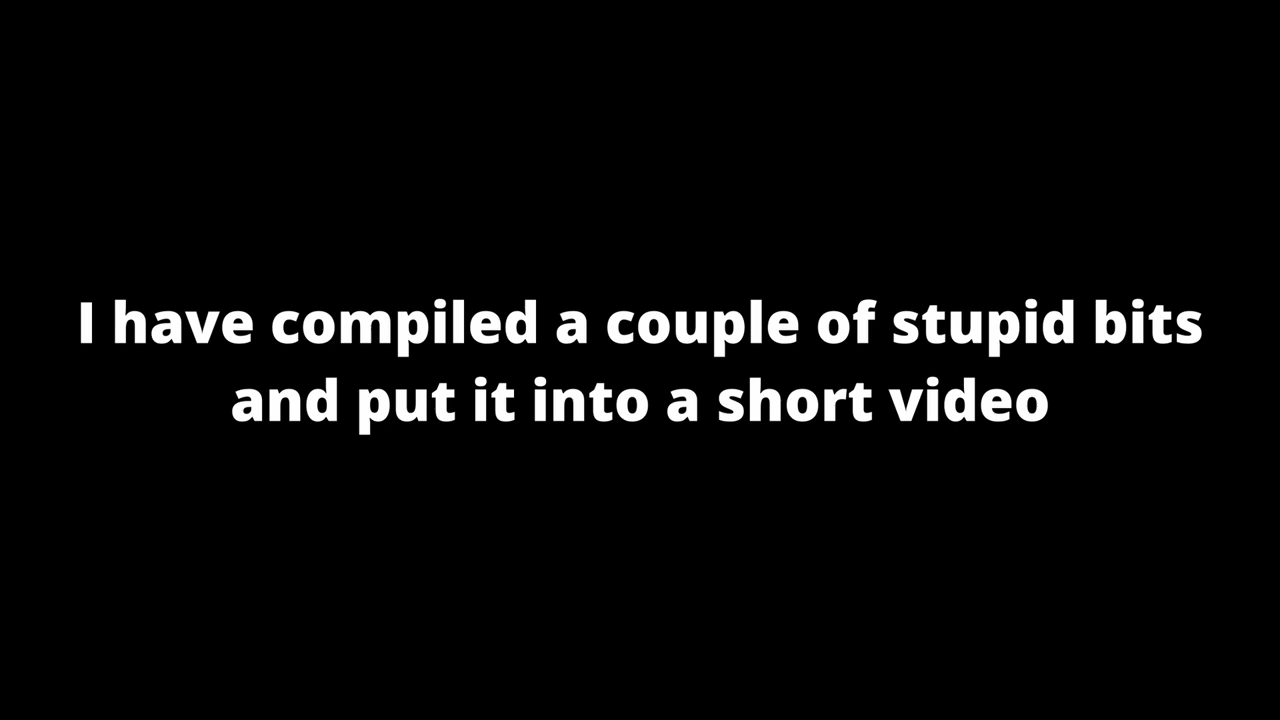 I have compiled a couple of stupid bits
and put it into a short video